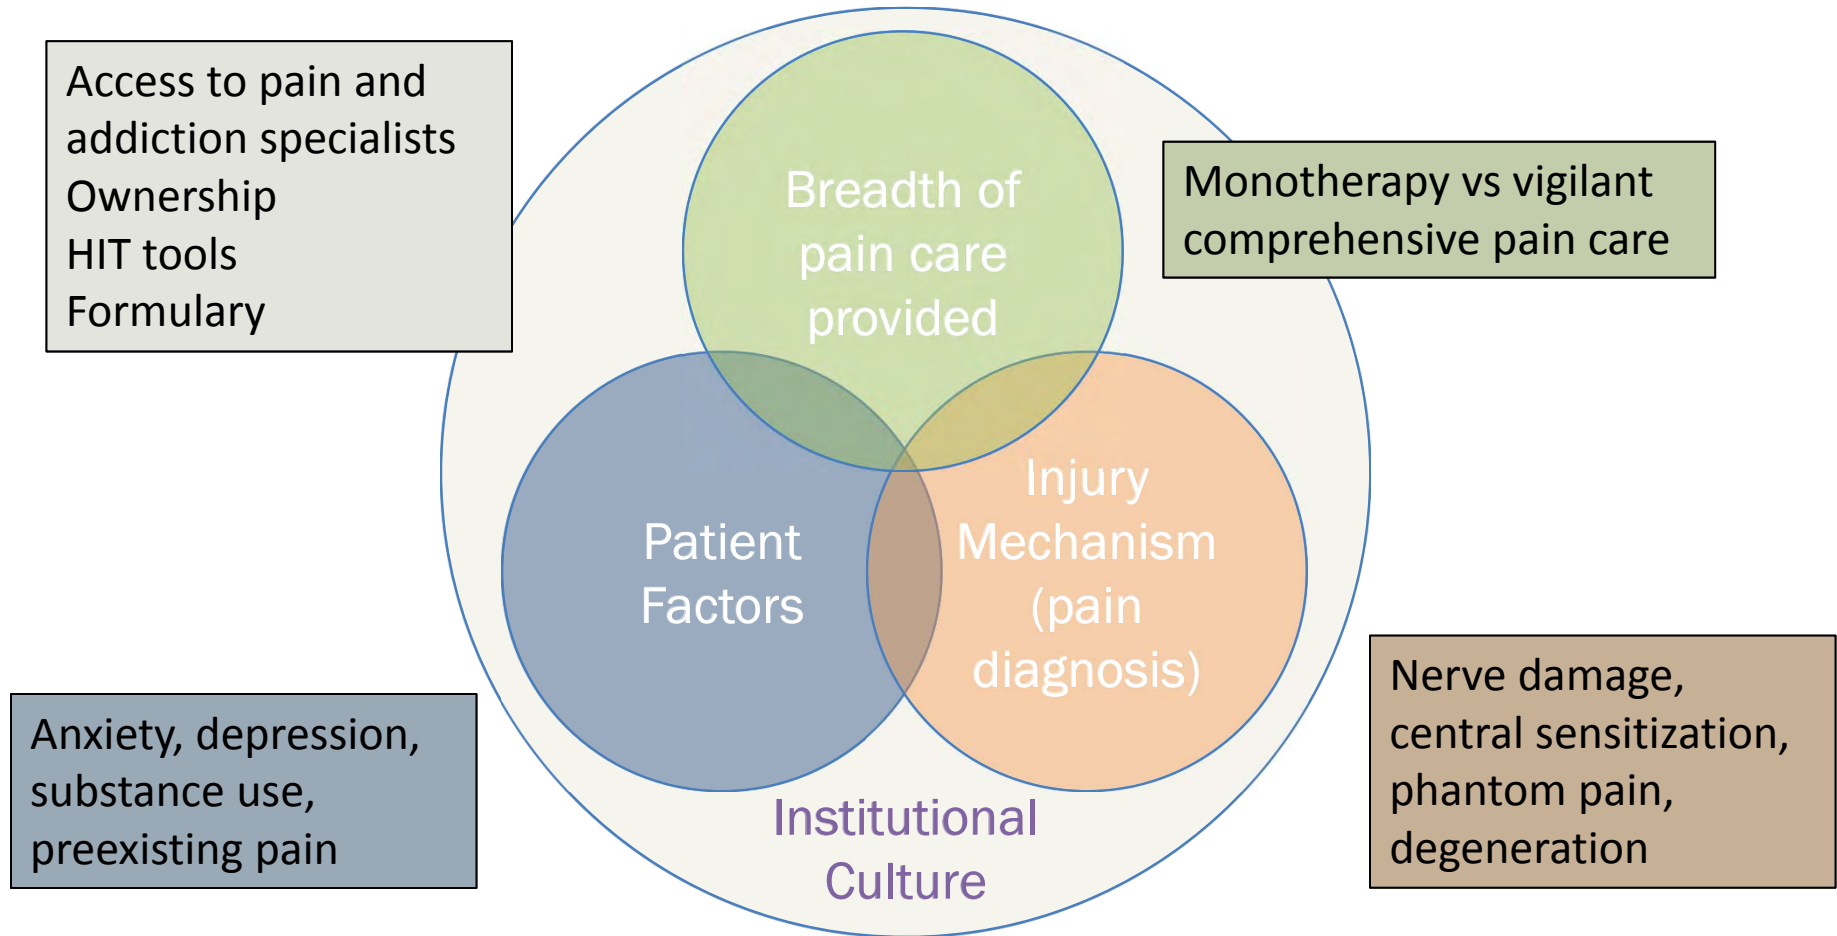 Access to pain and
addiction specialists
Ownership
HIT tools
Formulary
Breadth of
pain care
provided
Monotherapy vs vigilant
comprehensive pain care
Patient
Factors
Injury
Mechanism
(pain
diagnosis)
Anxiety, depression,
substance use,
preexisting pain
Institutional
Culture
Nerve damage,
central sensitization,
phantom pain,
degeneration